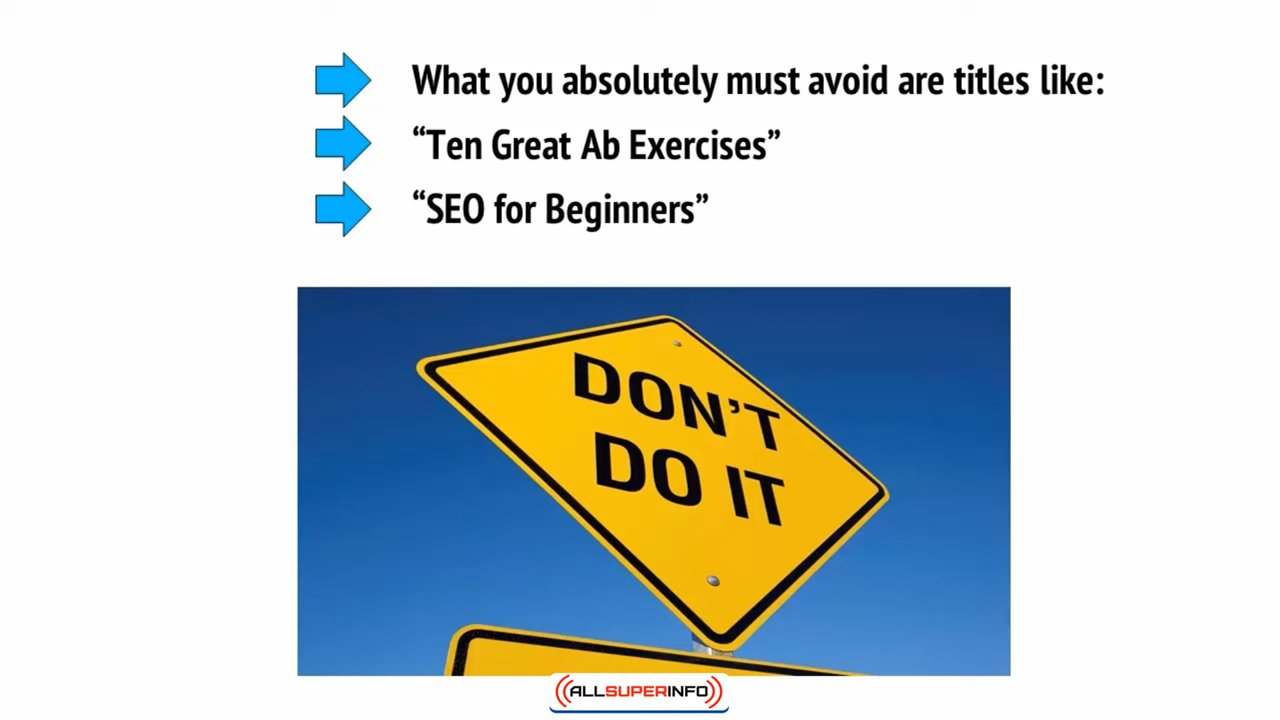 What you absolutely must avoid are titles like:
“Ten Great Ab Exercises”
“SEO for Beginners”
DON'T
DO IT
ALLSUPERINFO